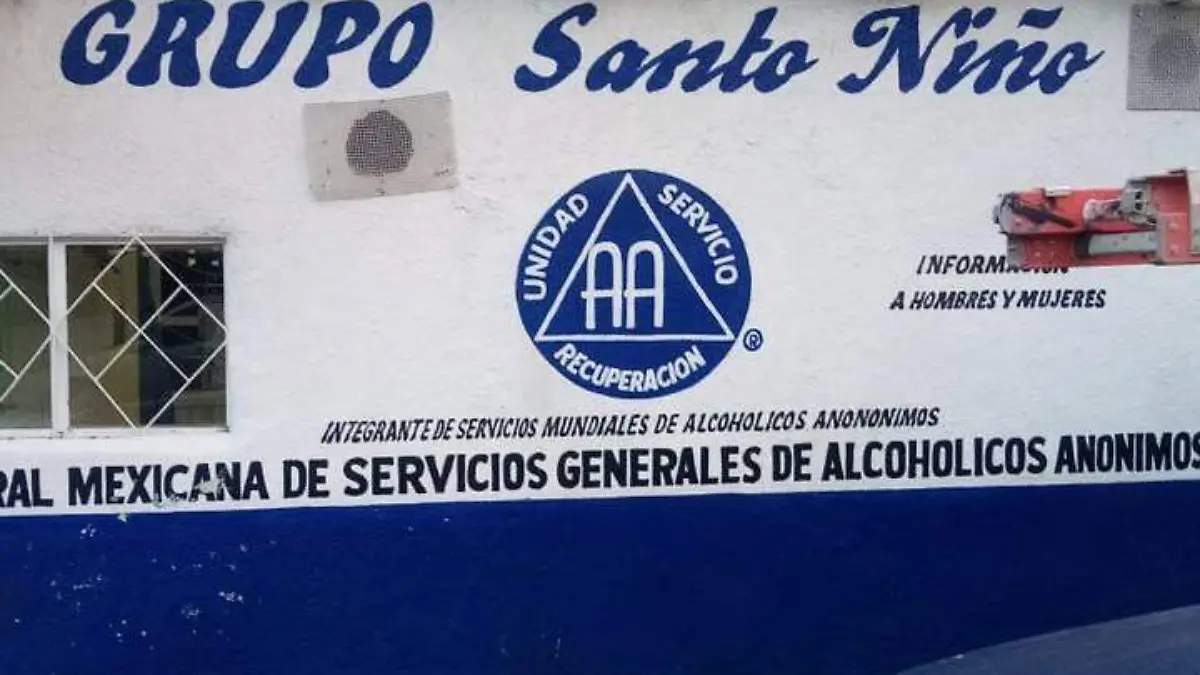 GRUPO Santo Niño
UNIDAD SERVICIO
AA
RECUPERACION
®
INFORMACION
A HOMBRES Y MUJERES
INTEGRANTE DE SERVICIOS MUNDIALES DE ALCOHOLICOS ANONONIMOS
RAL MEXICANA DE SERVICIOS GENERALES DE ALCOHOLICOS ANONIMOS